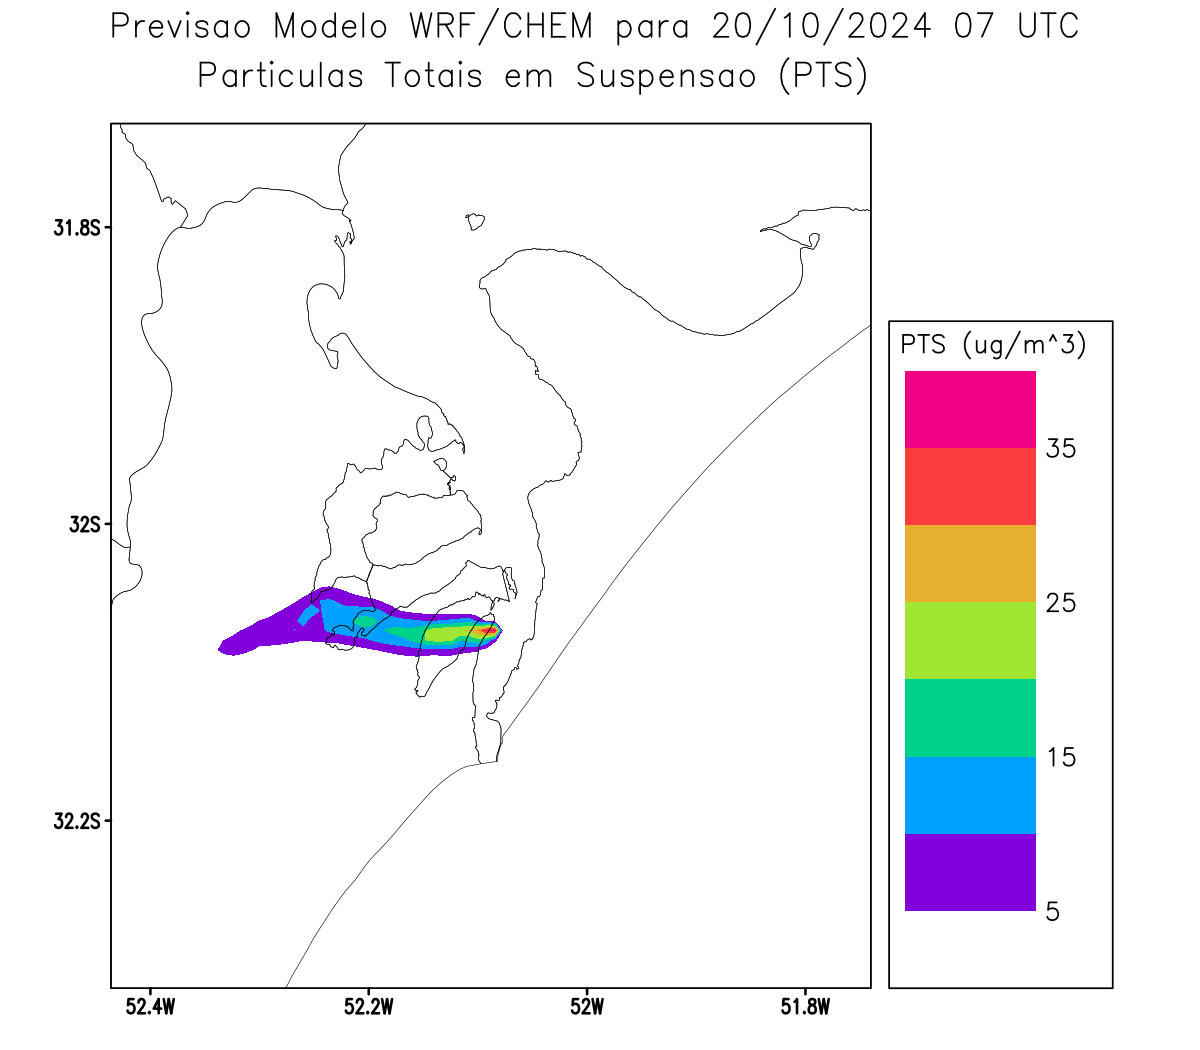 Previsao Modelo WRF/CHEM para 20/10/2024 07 UTC
Particulas Totais em Suspensao (PTS)
31.8S
32S
32.2S
52.4W
52.2W
52W
51.8W
PTS (ug/m^3)
35
25
15
5